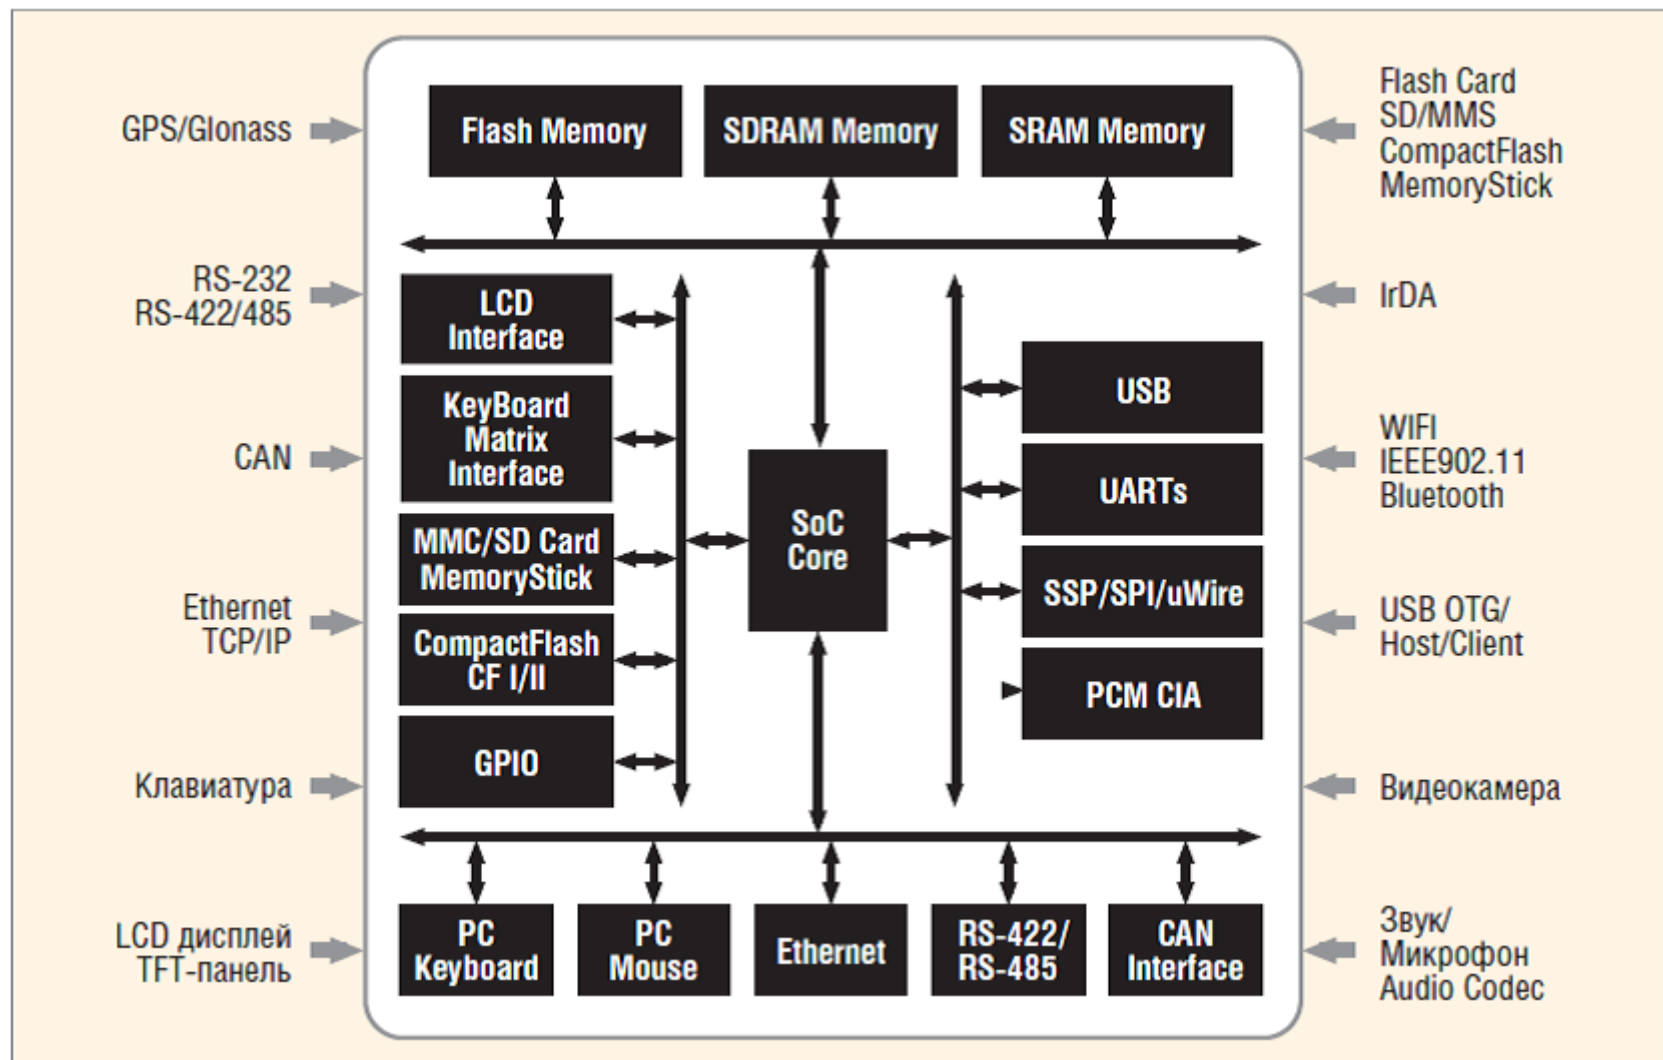 GPS/Glonass
RS-232
RS-422/485
CAN
Ethernet
TCP/IP
Клавиатура
LCD дисплей
TFT-панель
Flash Memory
SDRAM Memory
SRAM Memory
LCD
Interface
KeyBoard
Matrix
Interface
MMC/SD Card
MemoryStick
CompactFlash
CF I/II
GPIO
SoC
Core
USB
UARTs
SSP/SPI/uWire
PCM CIA
PC
Keyboard
PC
Mouse
Ethernet
RS-422/
RS-485
CAN
Interface
Flash Card
SD/MMS
CompactFlash
MemoryStick
IrDA
WIFI
IEEE902.11
Bluetooth
USB OTG/
Host/Client
Видеокамера
Звук/
Микрофон
Audio Codec